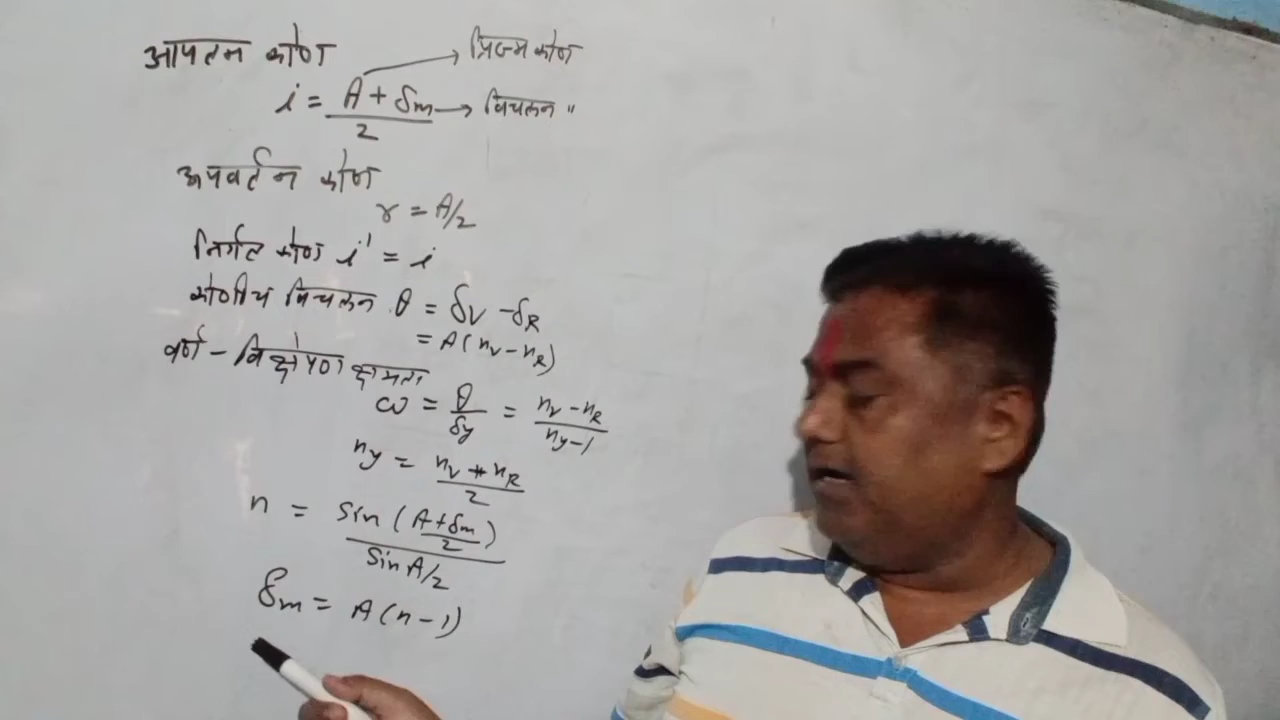 आपतन कोण → प्रिज्म कोण
i = (A + δm)/2 → विचलन "
अपवर्तन कोण
r = A/2
निर्गत कोण i' = i
कोणीय विचलन θ = δV - δR
= A(nV - nR)
वर्ण - विक्षेपण क्षमता
ω = θ/δy = (nV - nR)/(ny - 1)
ny = (nV + nR)/2
n = sin((A + δm)/2)/sin A/2
δm = A(n - 1)